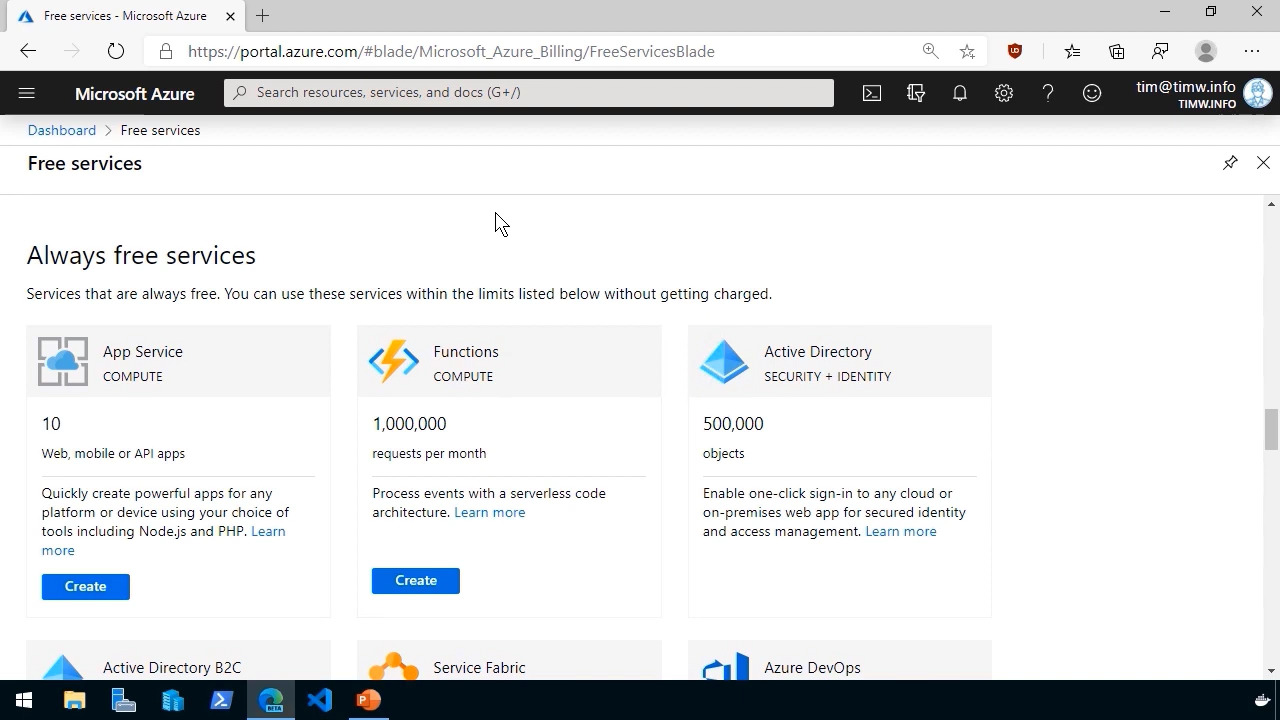 Free services - Microsoft Azure
https://portal.azure.com/#blade/Microsoft_Azure_Billing/FreeServicesBlade
Microsoft Azure
Search resources, services, and docs (G+/)
tim@timw.info
TIMW.INFO
Dashboard > Free services
Free services
Always free services
Services that are always free. You can use these services within the limits listed below without getting charged.
App Service
COMPUTE
10
Web, mobile or API apps
Quickly create powerful apps for any
platform or device using your choice of
tools including Node.js and PHP. Learn
more
Create
Functions
COMPUTE
1,000,000
requests per month
Process events with a serverless code
architecture. Learn more
Create
Active Directory
SECURITY + IDENTITY
500,000
objects
Enable one-click sign-in to any cloud or
on-premises web app for secured identity
and access management. Learn more
Active Directory B2C
Service Fabric
Azure DevOps
BETA